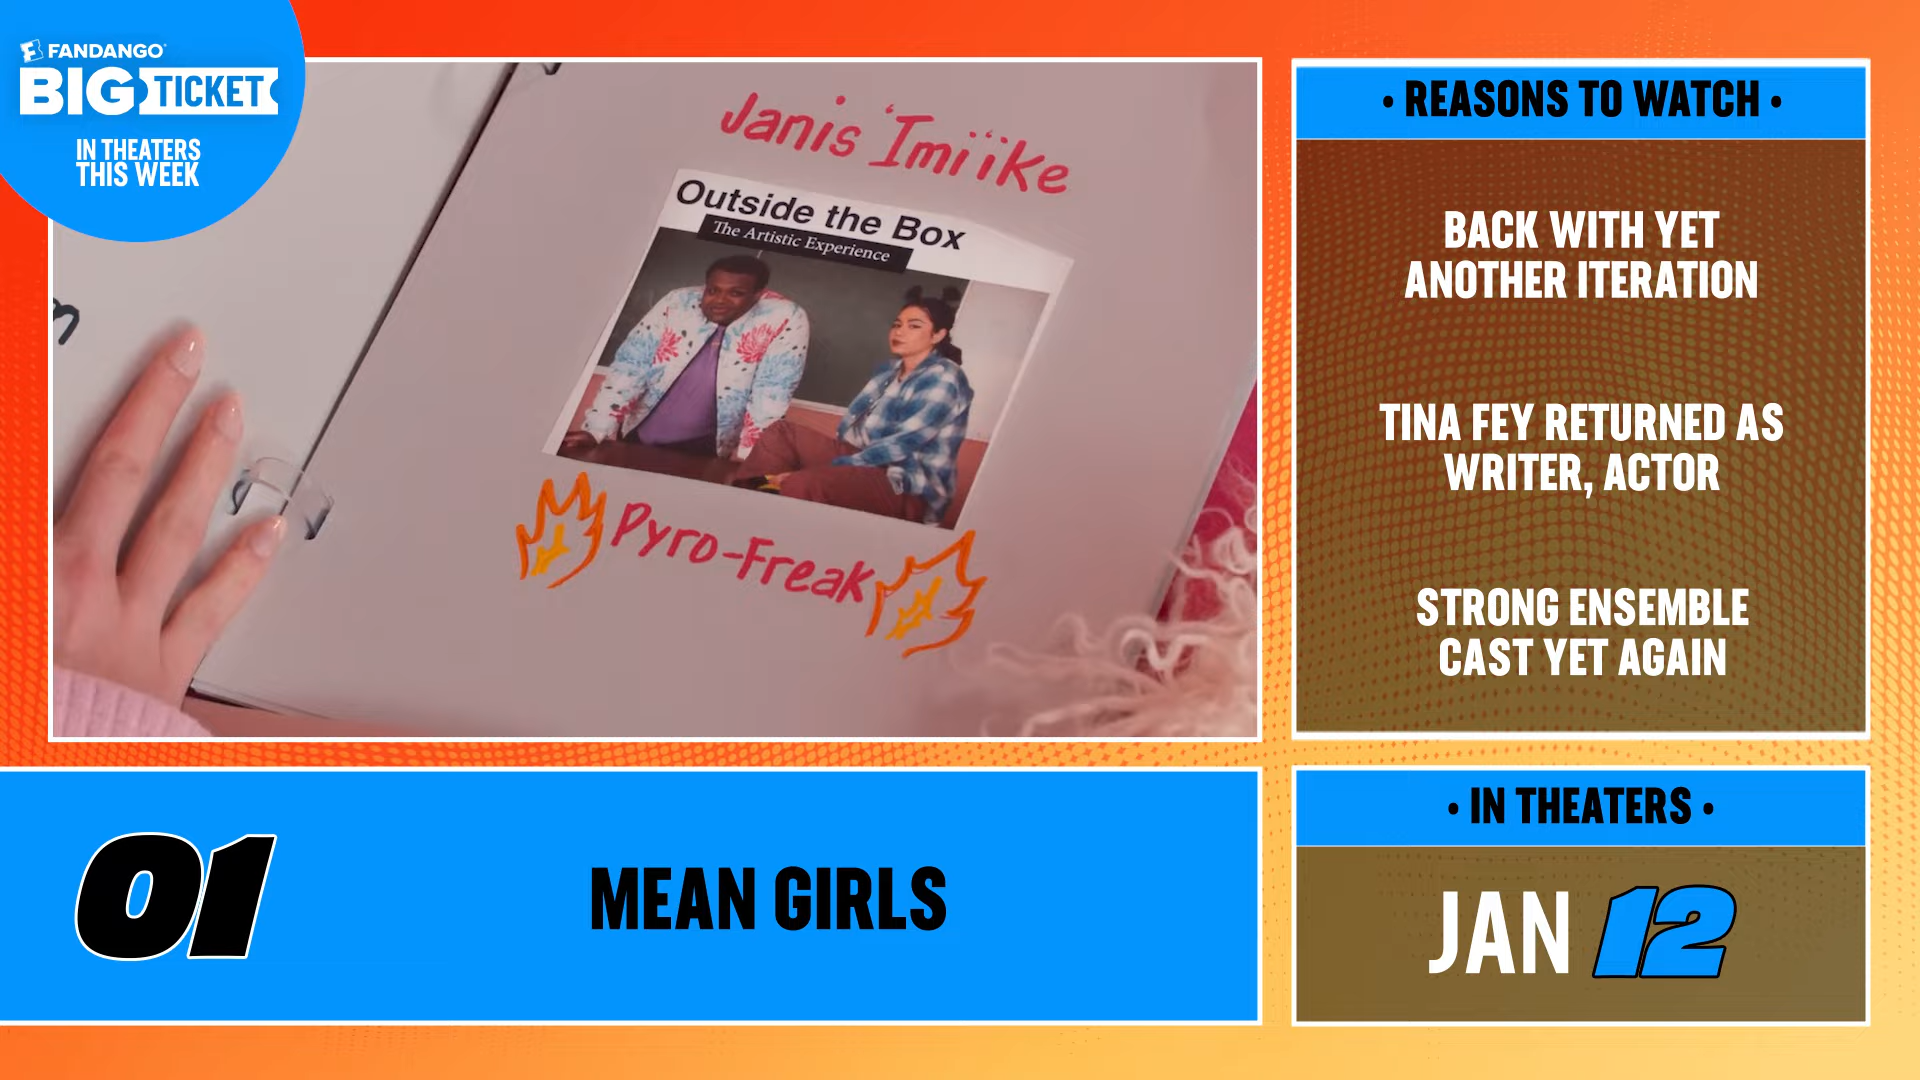 FANDANGO
BIG TICKET
IN THEATERS
THIS WEEK
Janis 'Imi'ike
Outside the Box
The Artistic Experience
Pyro-Freak
• REASONS TO WATCH •
BACK WITH YET
ANOTHER ITERATION
TINA FEY RETURNED AS
WRITER, ACTOR
STRONG ENSEMBLE
CAST YET AGAIN
01
MEAN GIRLS
• IN THEATERS •
JAN 12